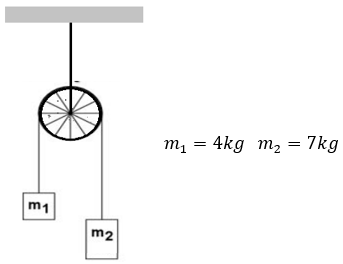 m₁ = 4kg m₂ = 7kg
m₁
m₂